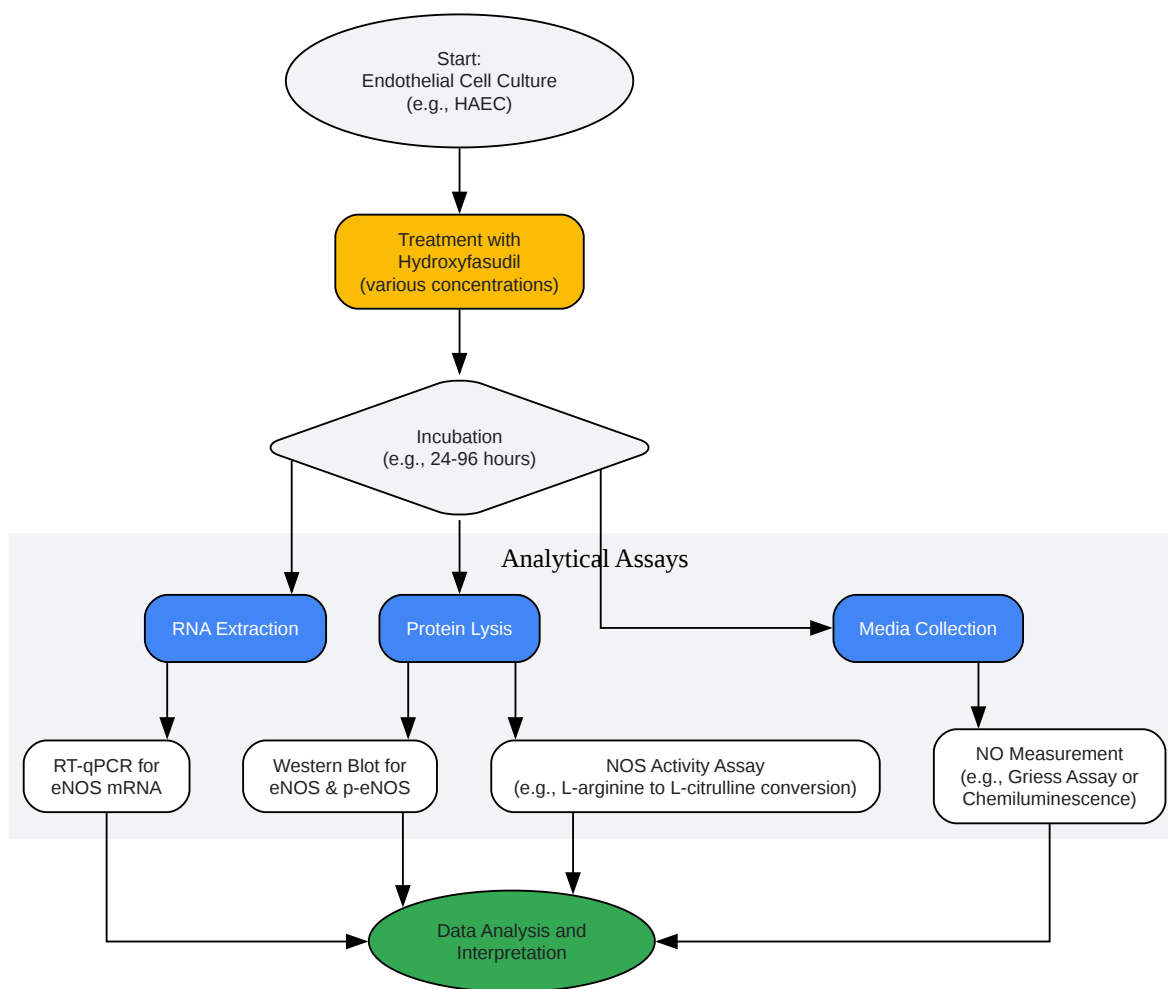 Start:
Endothelial Cell Culture
(e.g., HAEC)
Treatment with
Hydroxyfasudil
(various concentrations)
Incubation
(e.g., 24-96 hours)
Analytical Assays
RNA Extraction
Protein Lysis
Media Collection
RT-qPCR for
eNOS mRNA
Western Blot for
eNOS & p-eNOS
NOS Activity Assay
(e.g., L-arginine to L-citrulline conversion)
NO Measurement
(e.g., Griess Assay or
Chemiluminescence)
Data Analysis and
Interpretation